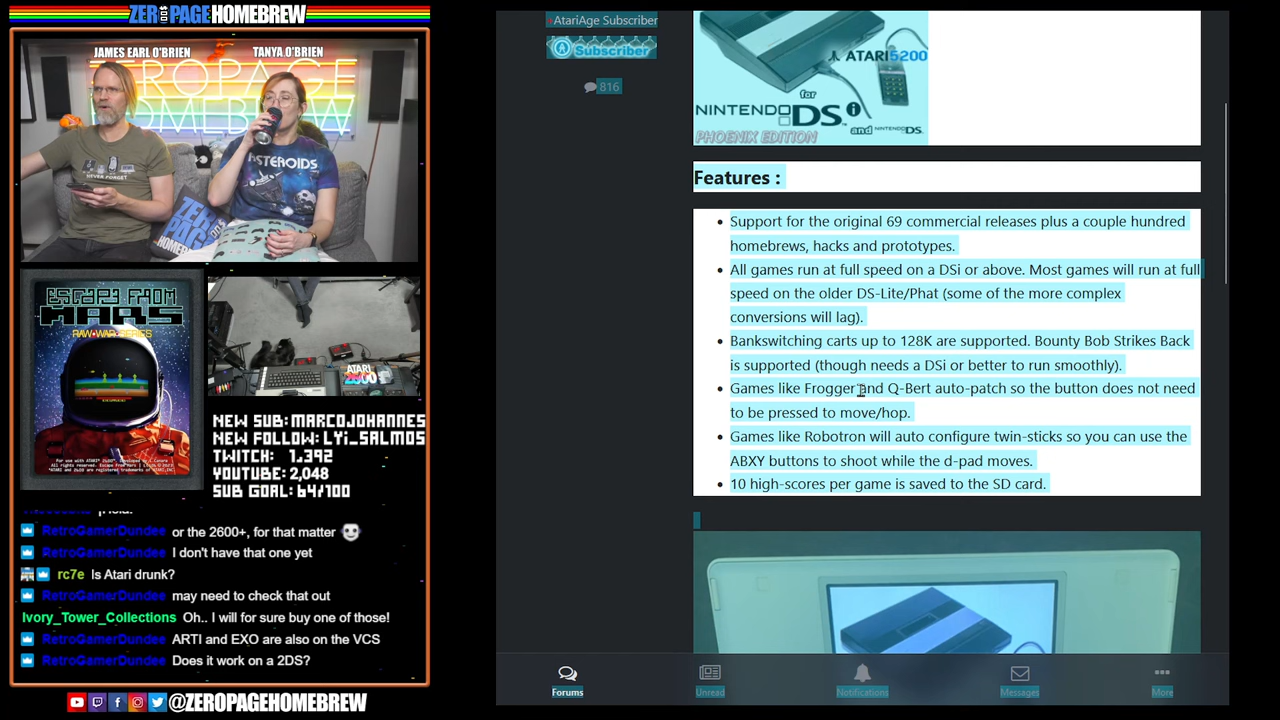 ZEROPAGE HOMEBREW
JAMES EARL O'BRIEN
TANYA O'BRIEN
ZEROPAGE
HOMEBREW
NEVER FORGET
ASTEROIDS
ZERO
PAGE
HOMEBREW
ESCAPE FROM
MARS
RAW WAR SERIES
ATARI
2600
NEW SUB: MARCOJOHANNES
NEW FOLLOW: LYI_SALMOS
TWITCH: 1,392
YOUTUBE: 2,048
SUB GOAL: 64/100
RetroGamerDundee or the 2600+, for that matter
RetroGamerDundee I don't have that one yet
rc7e Is Atari drunk?
RetroGamerDundee may need to check that out
Ivory_Tower_Collections Oh.. I will for sure buy one of those!
RetroGamerDundee ARTI and EXO are also on the VCS
RetroGamerDundee Does it work on a 2DS?
@ZEROPAGEHOMEBREW
AtariAge Subscriber
Subscriber
816
ATARI5200
for
NINTENDO DSi
and NINTENDO DS.
PHOENIX EDITION
Features :
• Support for the original 69 commercial releases plus a couple hundred
homebrews, hacks and prototypes.
• All games run at full speed on a DSi or above. Most games will run at full
speed on the older DS-Lite/Phat (some of the more complex
conversions will lag).
• Bankswitching carts up to 128K are supported. Bounty Bob Strikes Back
is supported (though needs a DSi or better to run smoothly).
• Games like Frogger and Q-Bert auto-patch so the button does not need
to be pressed to move/hop.
• Games like Robotron will auto configure twin-sticks so you can use the
ABXY buttons to shoot while the d-pad moves.
• 10 high-scores per game is saved to the SD card.
Forums
Unread
Notifications
Messages
More